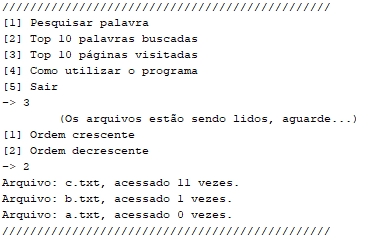 ///////////////////////////////////////////////
[1] Pesquisar palavra
[2] Top 10 palavras buscadas
[3] Top 10 páginas visitadas
[4] Como utilizar o programa
[5] Sair
-> 3
        (Os arquivos estão sendo lidos, aguarde...)
[1] Ordem crescente
[2] Ordem decrescente
-> 2
Arquivo: c.txt, acessado 11 vezes.
Arquivo: b.txt, acessado 1 vezes.
Arquivo: a.txt, acessado 0 vezes.
///////////////////////////////////////////////